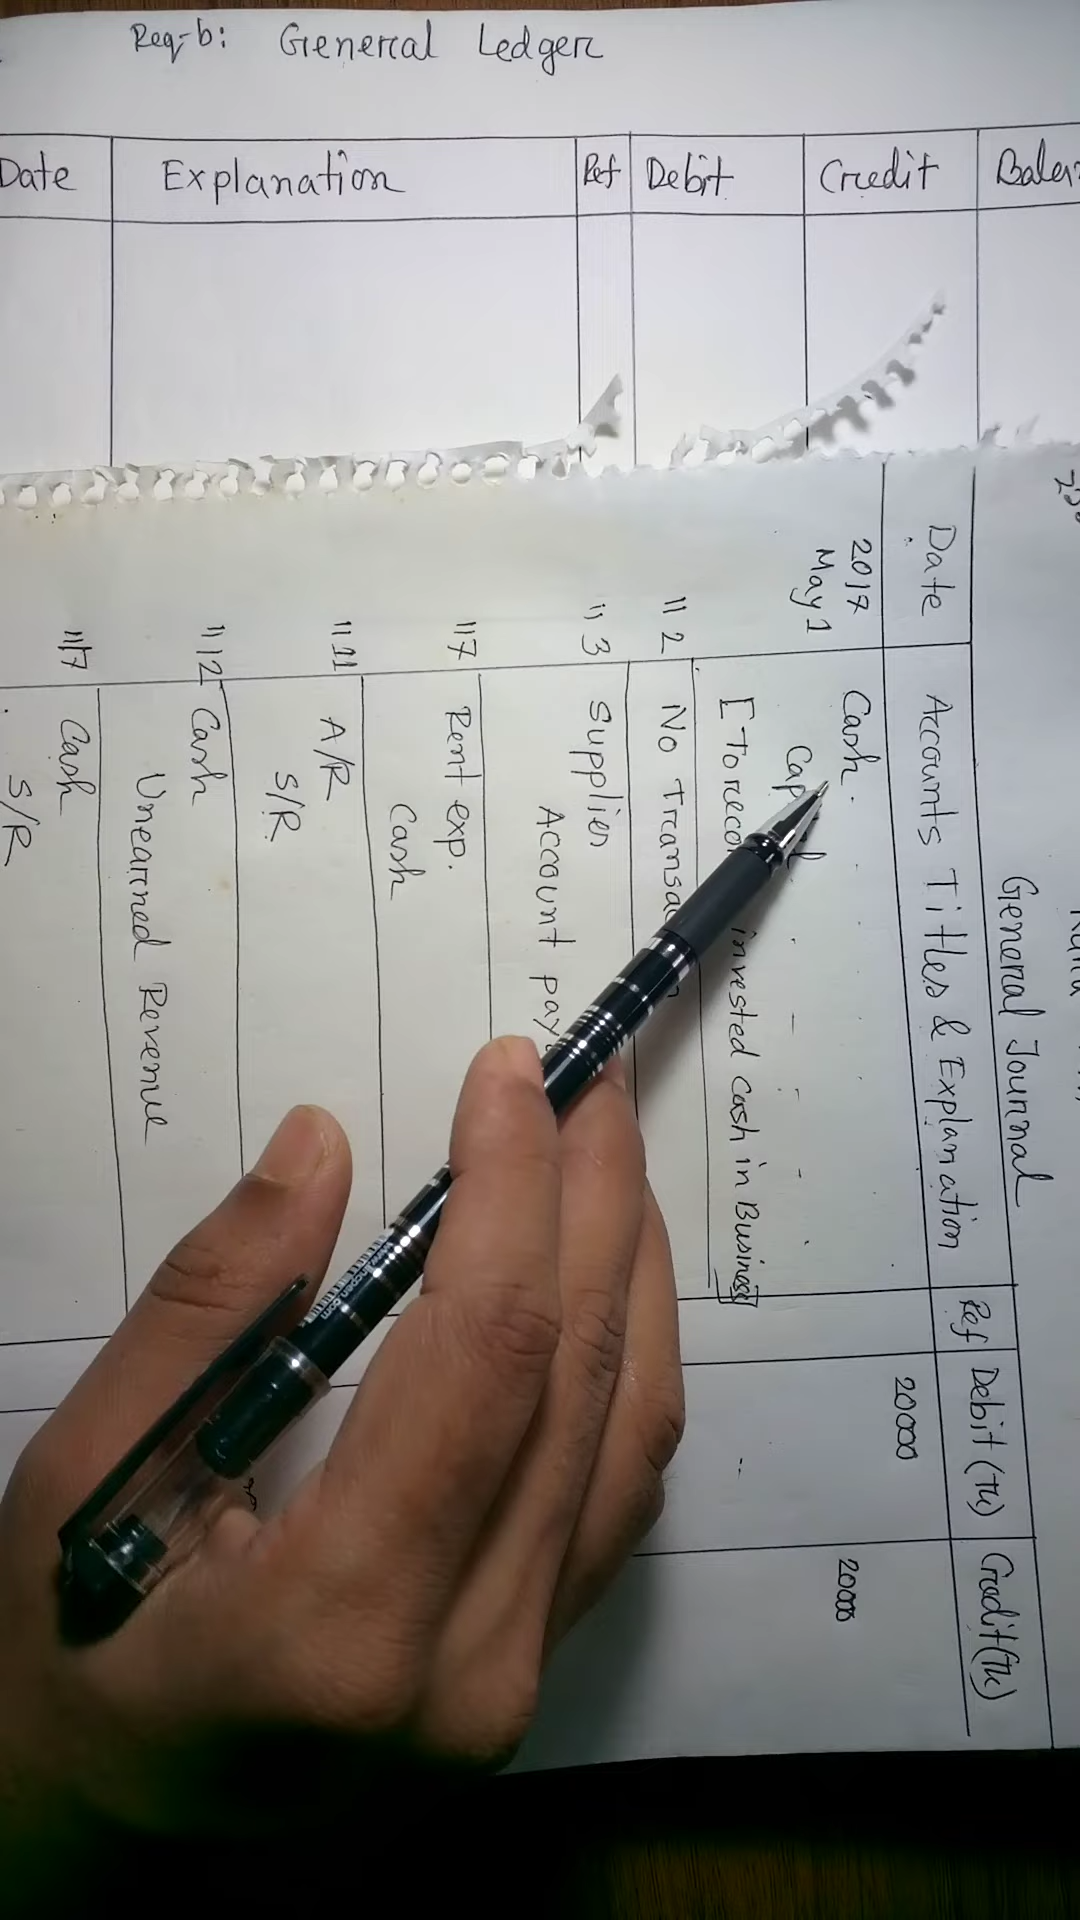 Req-b: General Ledger
Date Explanation Ref Debit Credit
General Journal
Date Accounts Titles & Explanation Ref Debit (Tk) Credit (Tk)
2017
May 1 Cash 20000
20000
invested cash in Business]
11 2 No
11 3 Supplies
Account
11 7 Rent exp.
Cash
11 11 A/R
S/R
11 12 Cash
Unearned Revenue
11 17 Cash
S/R